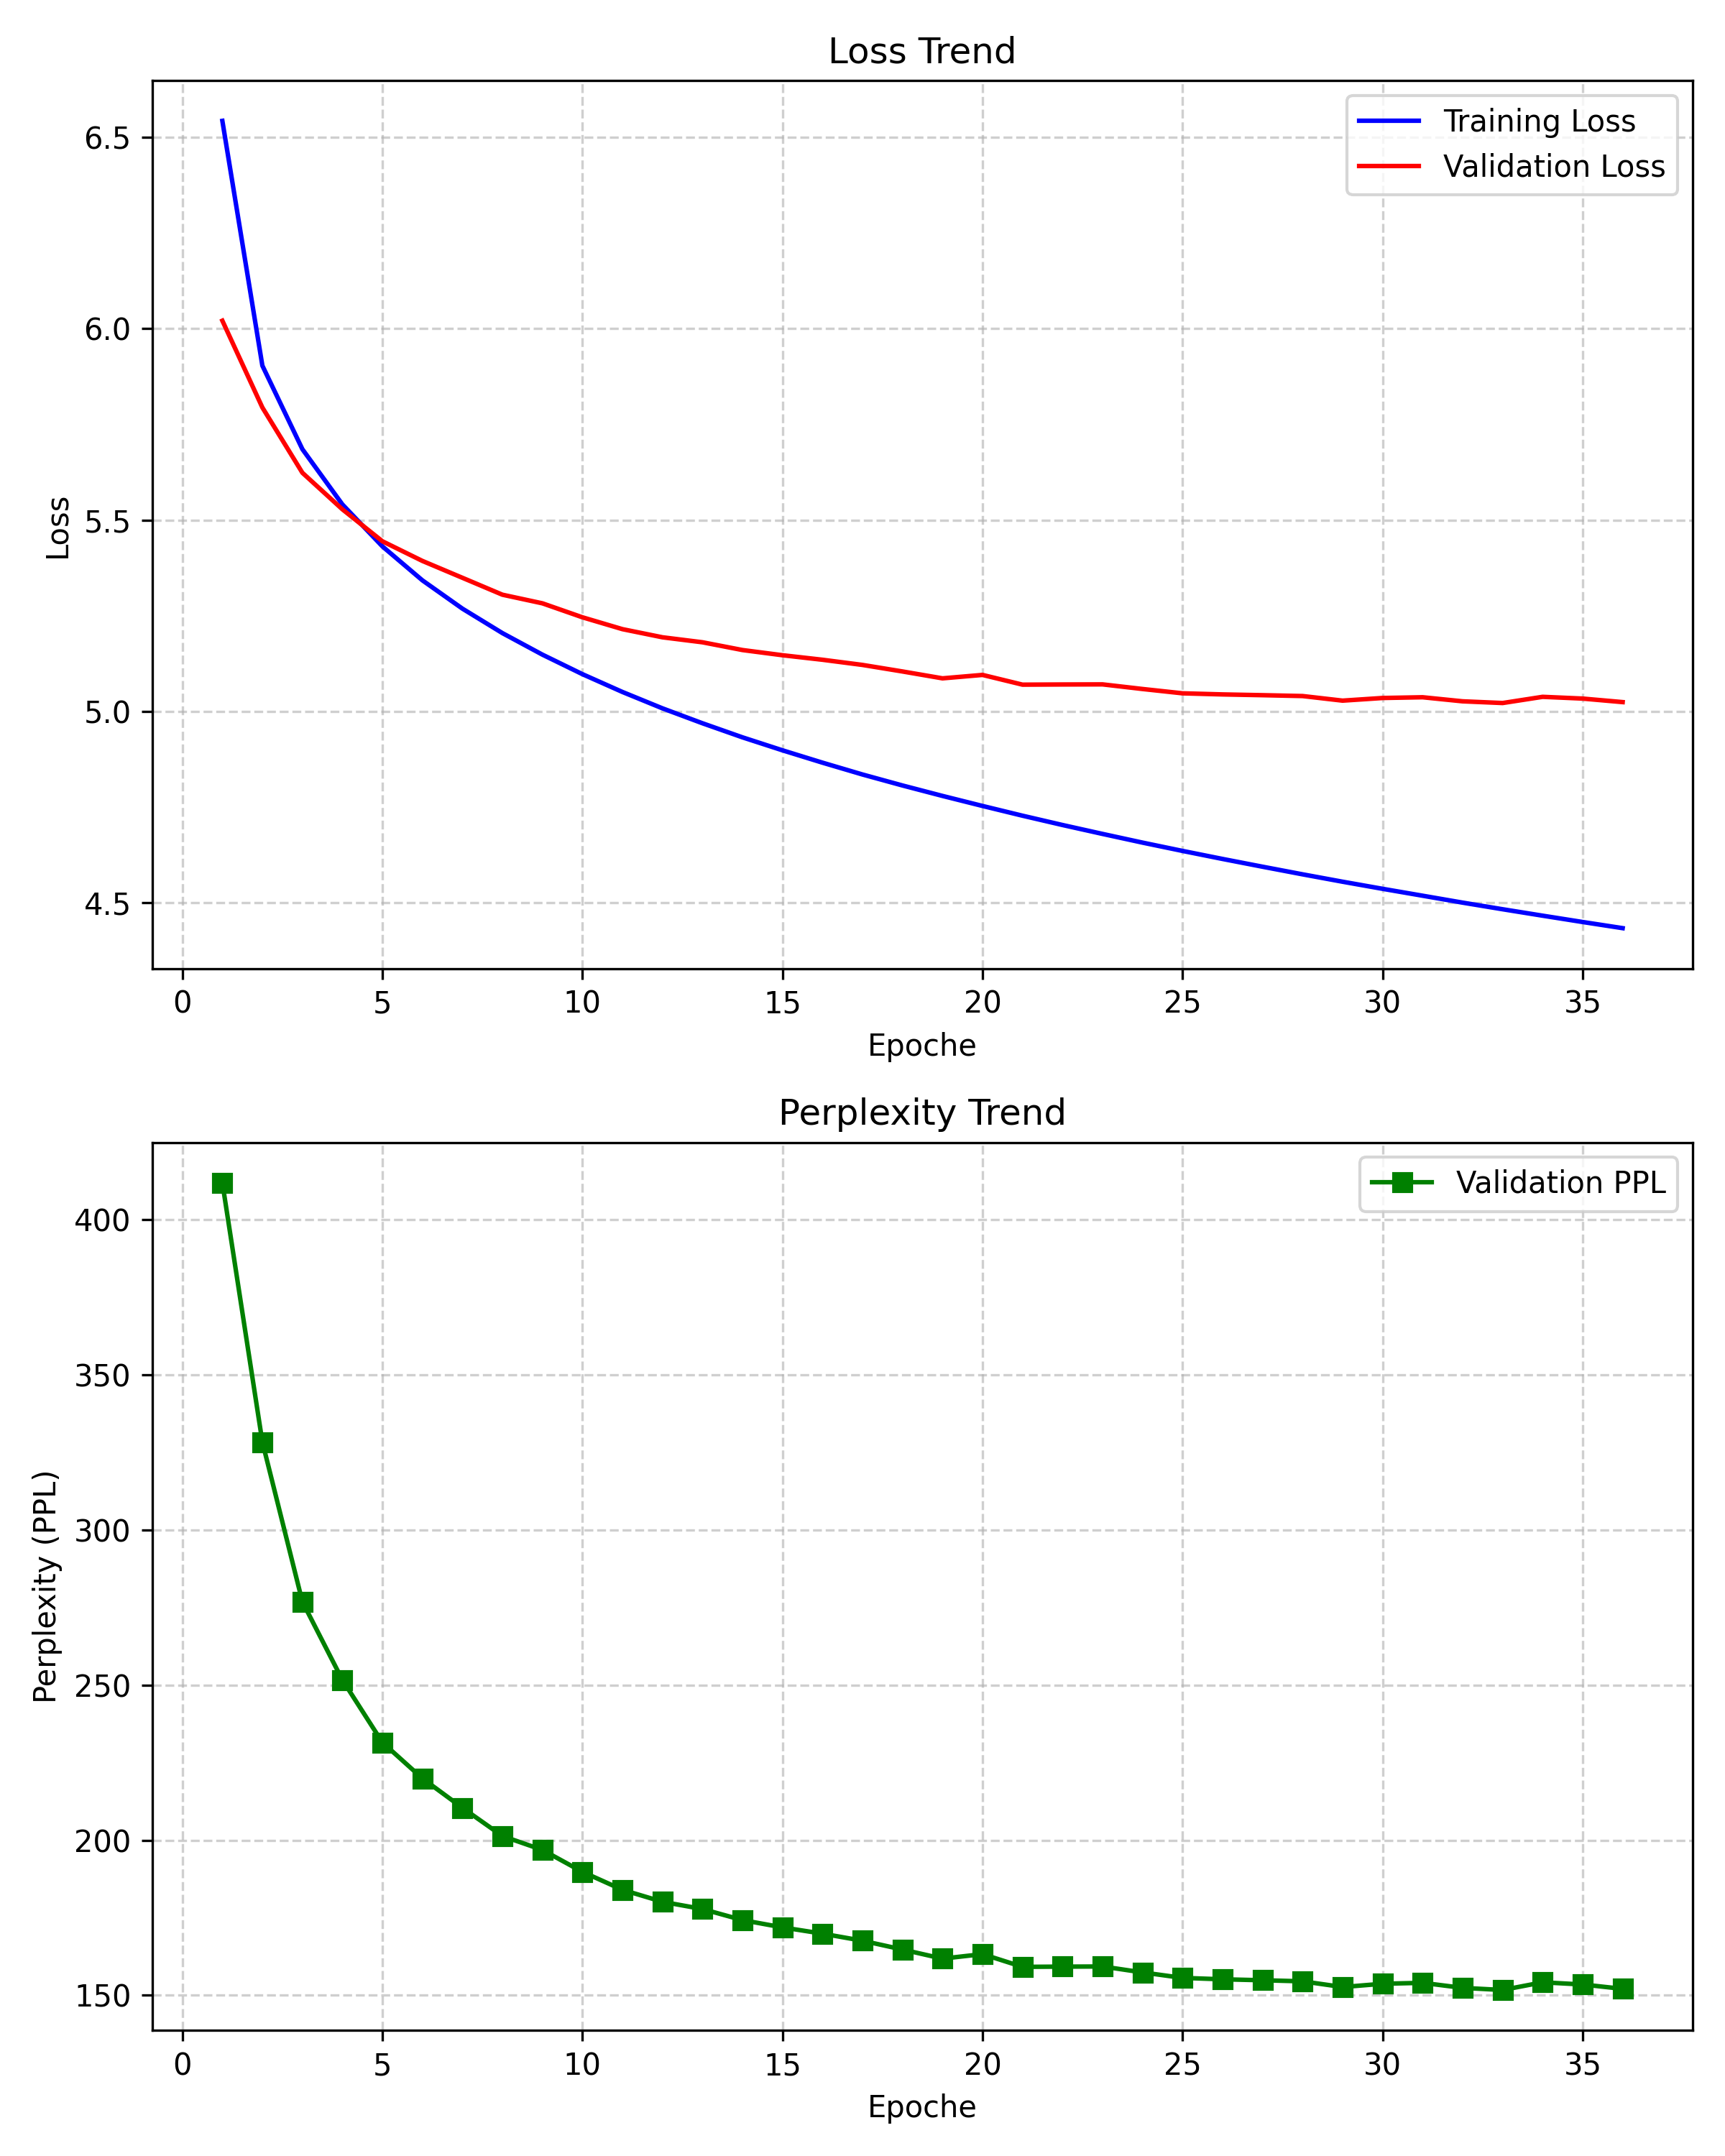 Loss Trend
Training Loss
Validation Loss
6.5
6.0
5.5
5.0
4.5
Loss
0 5 10 15 20 25 30 35
Epoche
Perplexity Trend
Validation PPL
400
350
300
250
200
150
Perplexity (PPL)
0 5 10 15 20 25 30 35
Epoche